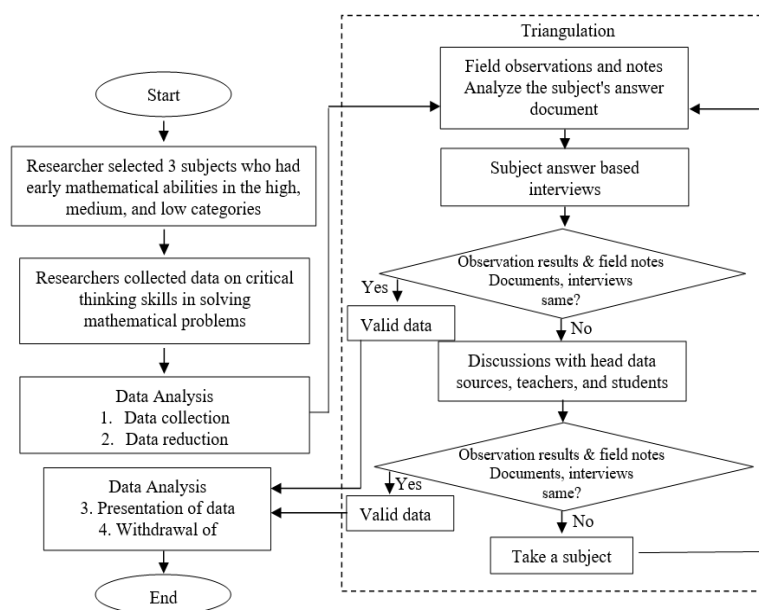 Start
Researcher selected 3 subjects who had
early mathematical abilities in the high,
medium, and low categories
Researchers collected data on critical
thinking skills in solving
mathematical problems
Data Analysis
1. Data collection
2. Data reduction
Data Analysis
3. Presentation of data
4. Withdrawal of
End
Triangulation
Field observations and notes
Analyze the subject's answer
document
Subject answer based
interviews
Observation results & field notes
Documents, interviews
same?
Yes
Valid data
No
Discussions with head data
sources, teachers, and students
Observation results & field notes
Documents, interviews
same?
Yes
Valid data
No
Take a subject